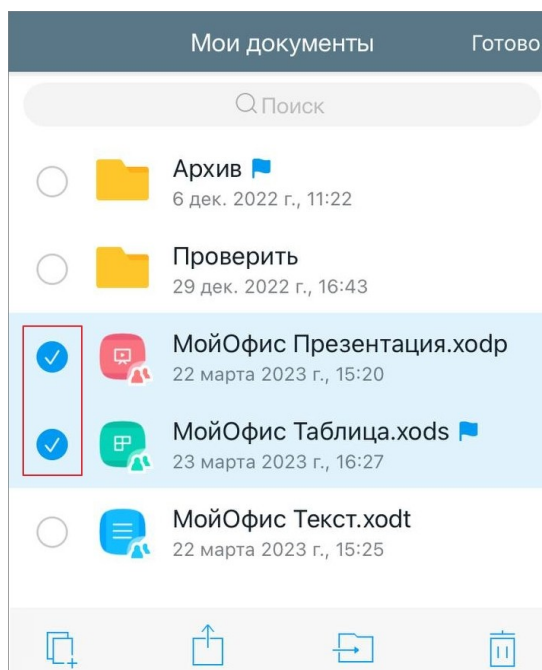 Мои документы Готово
Поиск
Архив
6 дек. 2022 г., 11:22
Проверить
29 дек. 2022 г., 16:43
МойОфис Презентация.xodp
22 марта 2023 г., 15:20
МойОфис Таблица.xods
23 марта 2023 г., 16:27
МойОфис Текст.xodt
22 марта 2023 г., 15:25